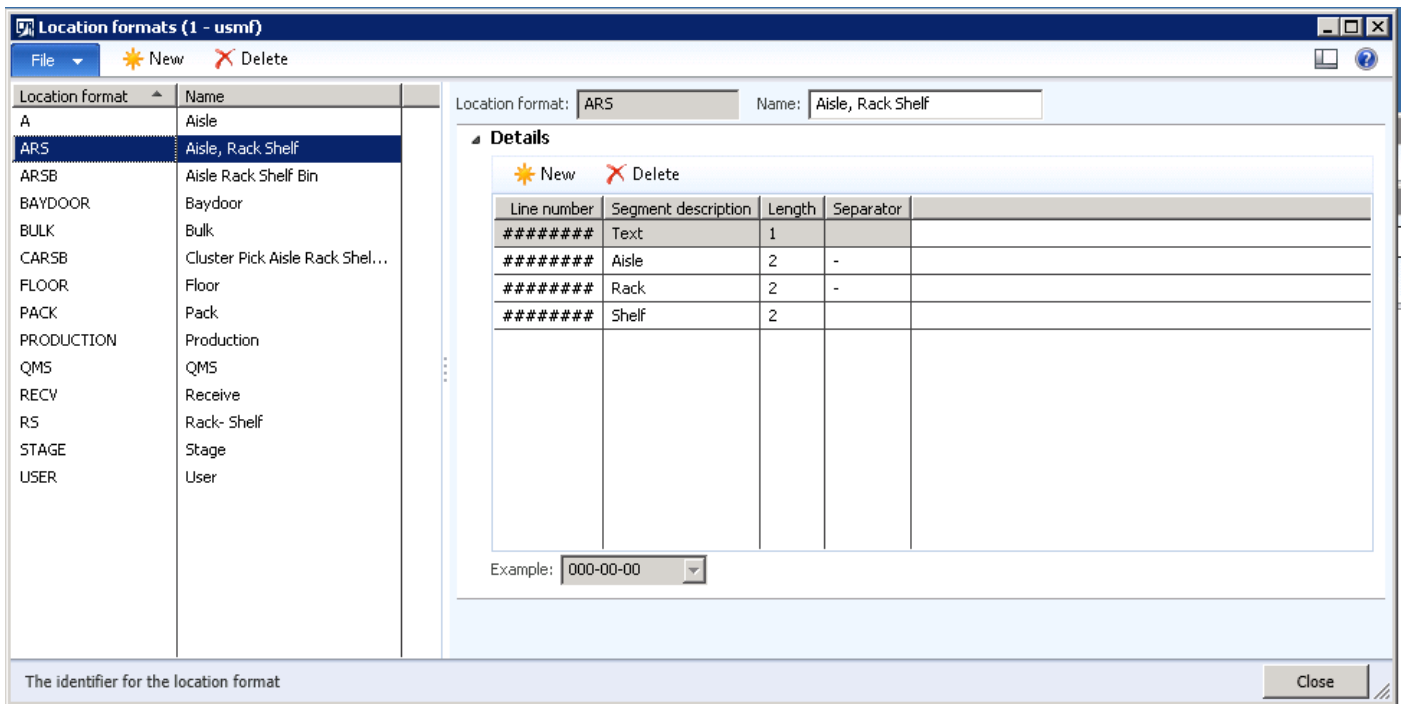 Location formats (1 - usmf)
File New Delete
Location format Name
A Aisle
ARS Aisle, Rack Shelf
ARSB Aisle Rack Shelf Bin
BAYDOOR Baydoor
BULK Bulk
CARSB Cluster Pick Aisle Rack Shel...
FLOOR Floor
PACK Pack
PRODUCTION Production
QMS QMS
RECV Receive
RS Rack- Shelf
STAGE Stage
USER User
Location format: ARS Name: Aisle, Rack Shelf
Details
New Delete
Line number Segment description Length Separator
######## Text 1
######## Aisle 2 -
######## Rack 2 -
######## Shelf 2
Example: 000-00-00
The identifier for the location format
Close